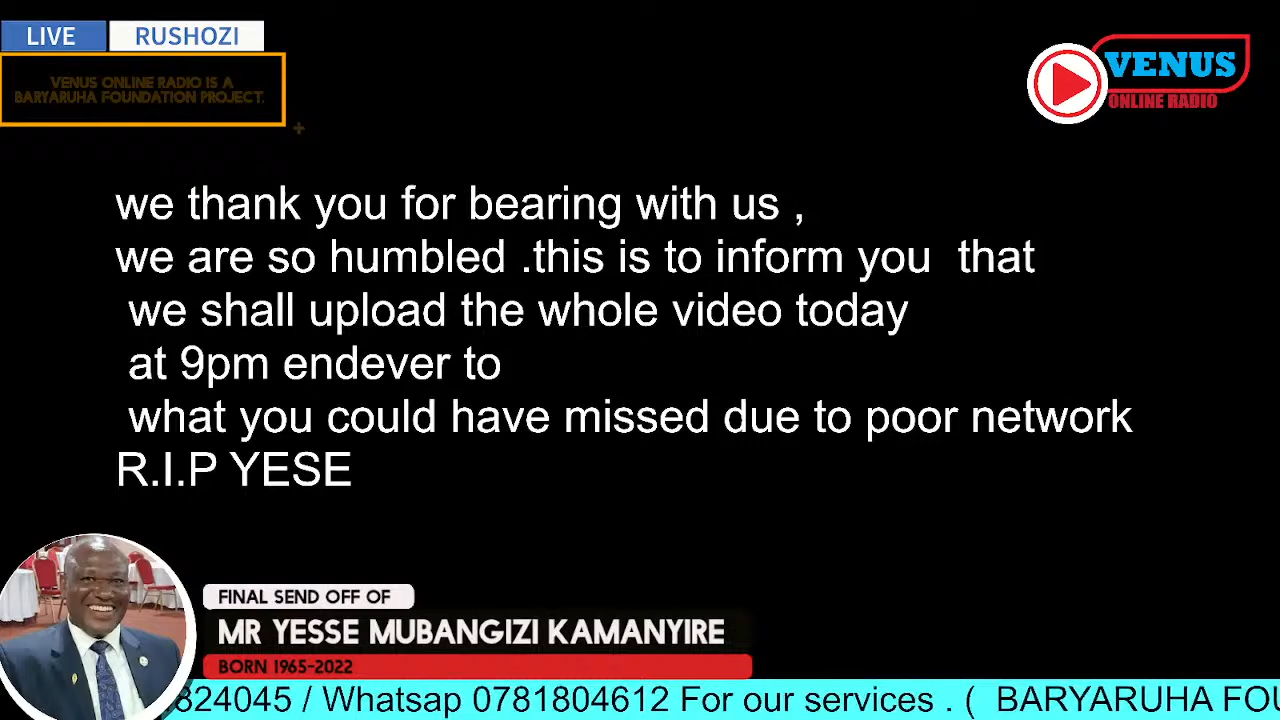 LIVE RUSHOZI
VENUS ONLINE RADIO IS A
BARYARUHA FOUNDATION PROJECT.
VENUS
ONLINE RADIO
we thank you for bearing with us ,
we are so humbled .this is to inform you  that
we shall upload the whole video today
at 9pm endever to
what you could have missed due to poor network
R.I.P YESE
FINAL SEND OFF OF
MR YESSE MUBANGIZI KAMANYIRE
BORN 1965-2022
824045 / Whatsap 0781804612 For our services . (  BARYARUHA FOU